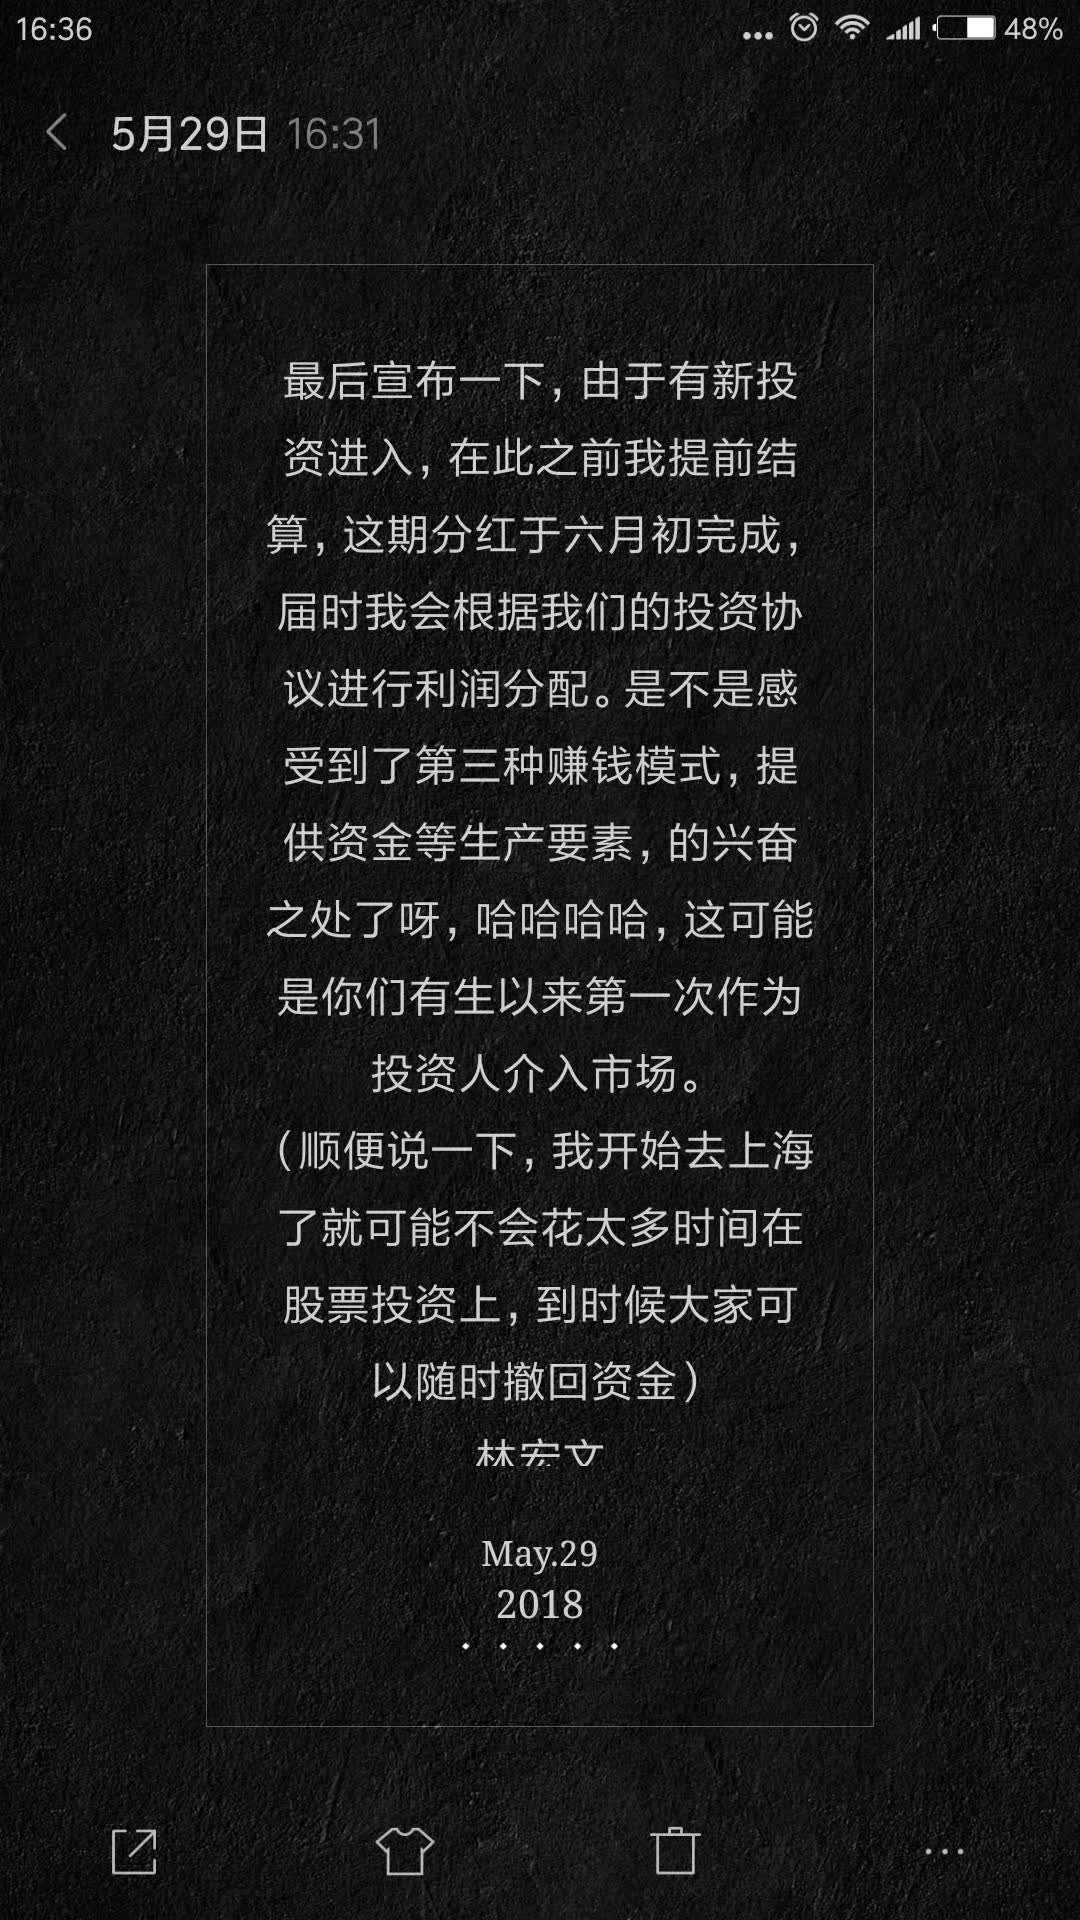 16:36
48%
5月29日 16:31
最后宣布一下，由于有新投
资进入，在此之前我提前结
算，这期分红于六月初完成，
届时我会根据我们的投资协
议进行利润分配。是不是感
受到了第三种赚钱模式，提
供资金等生产要素，的兴奋
之处了呀，哈哈哈哈，这可能
是你们有生以来第一次作为
投资人介入市场。
（顺便说一下，我开始去上海
了就可能不会花太多时间在
股票投资上，到时候大家可
以随时撤回资金）
林宏文
May.29
2018